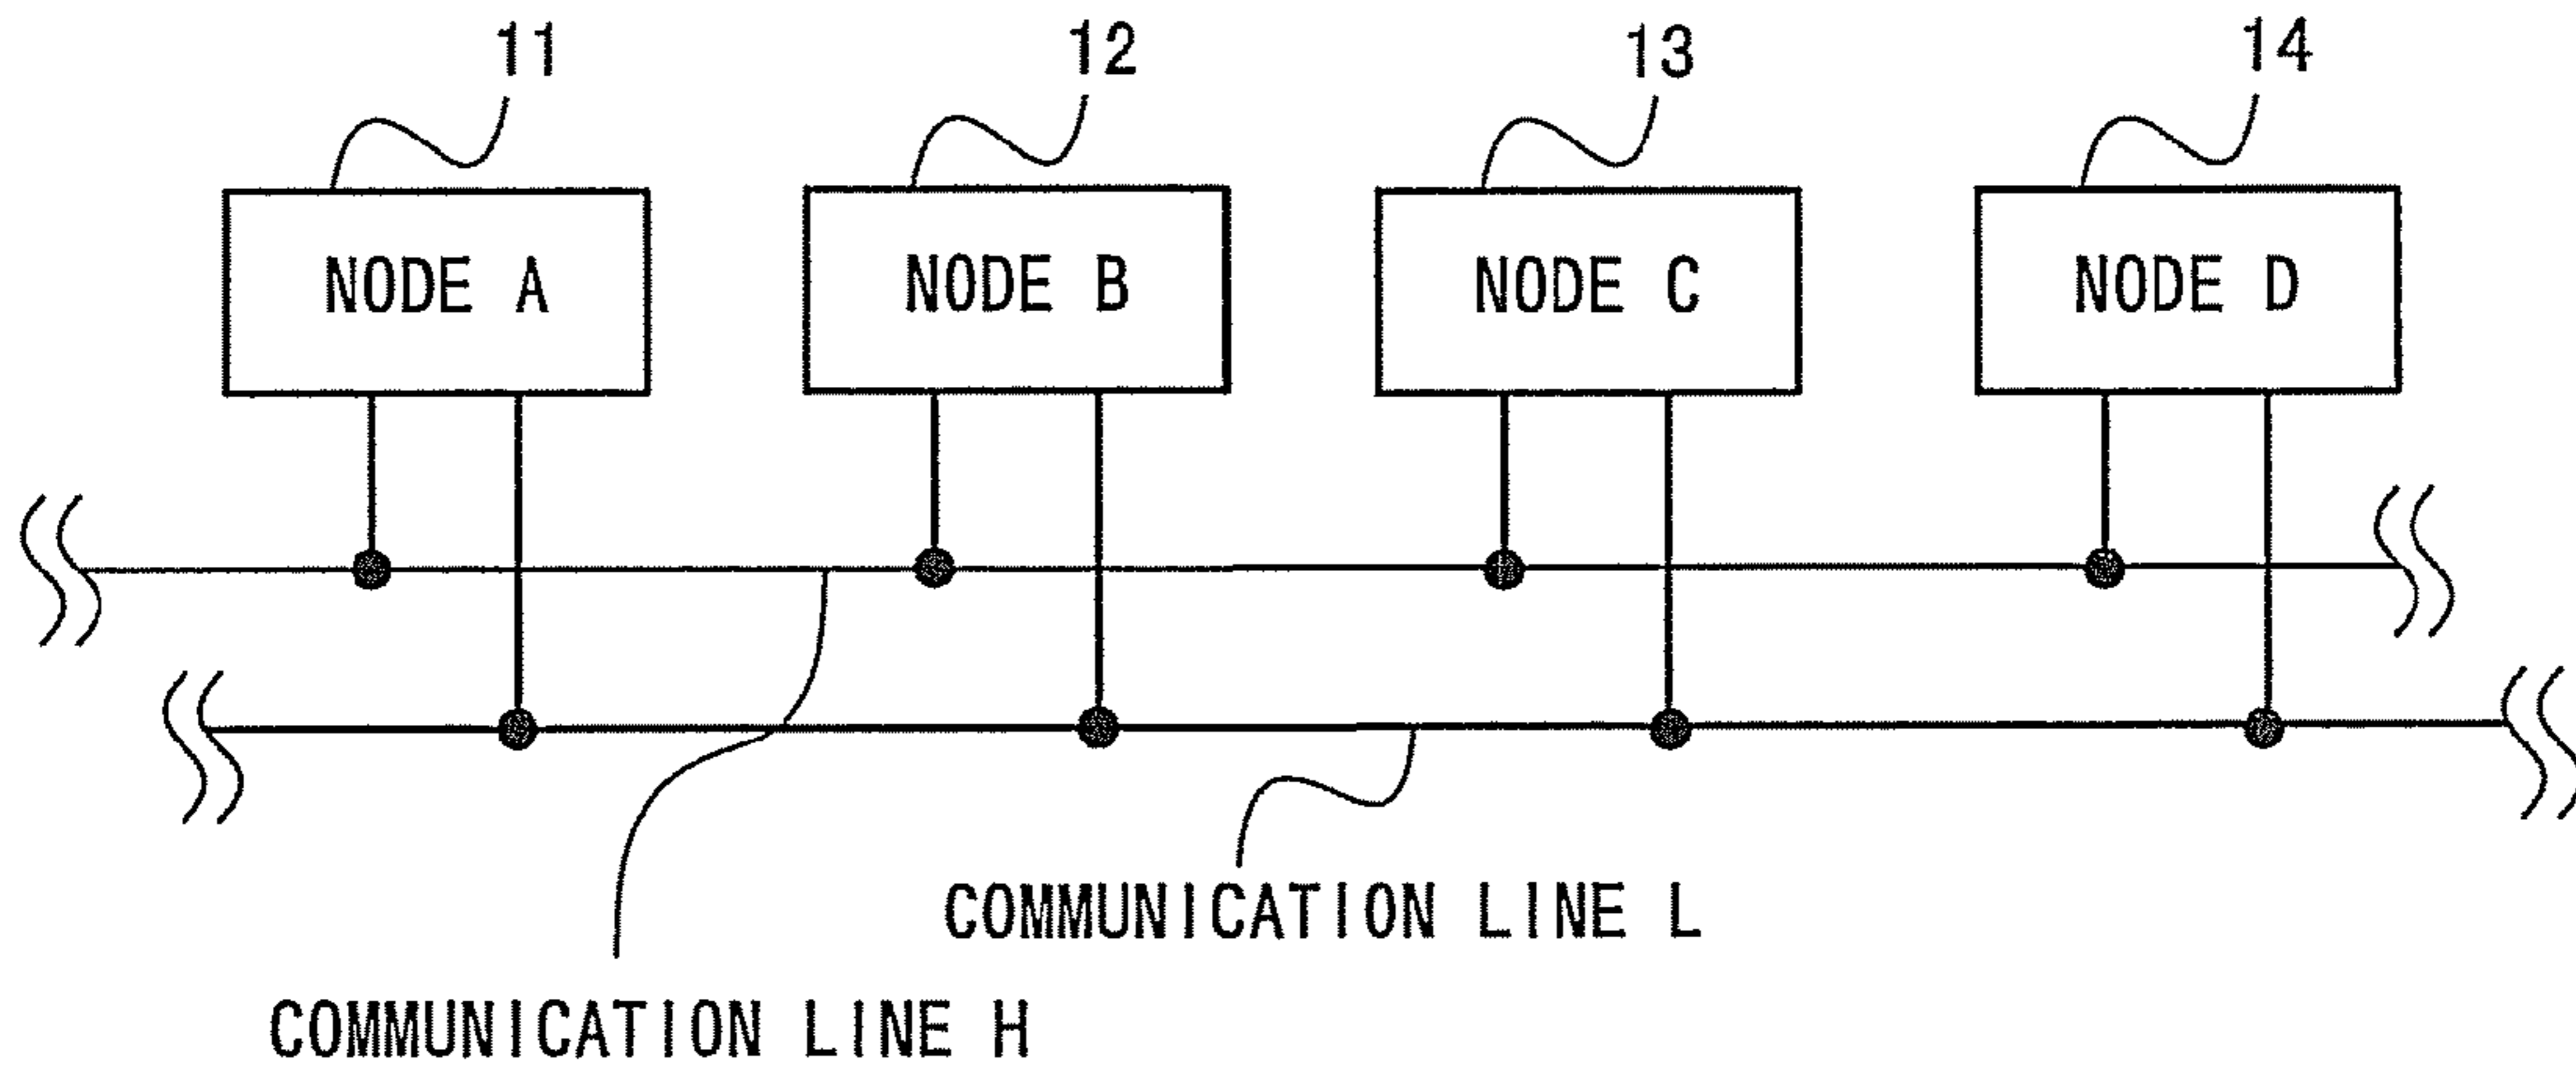 11
12
13
14
NODE A
NODE B
NODE C
NODE D
COMMUNICATION LINE L
COMMUNICATION LINE H